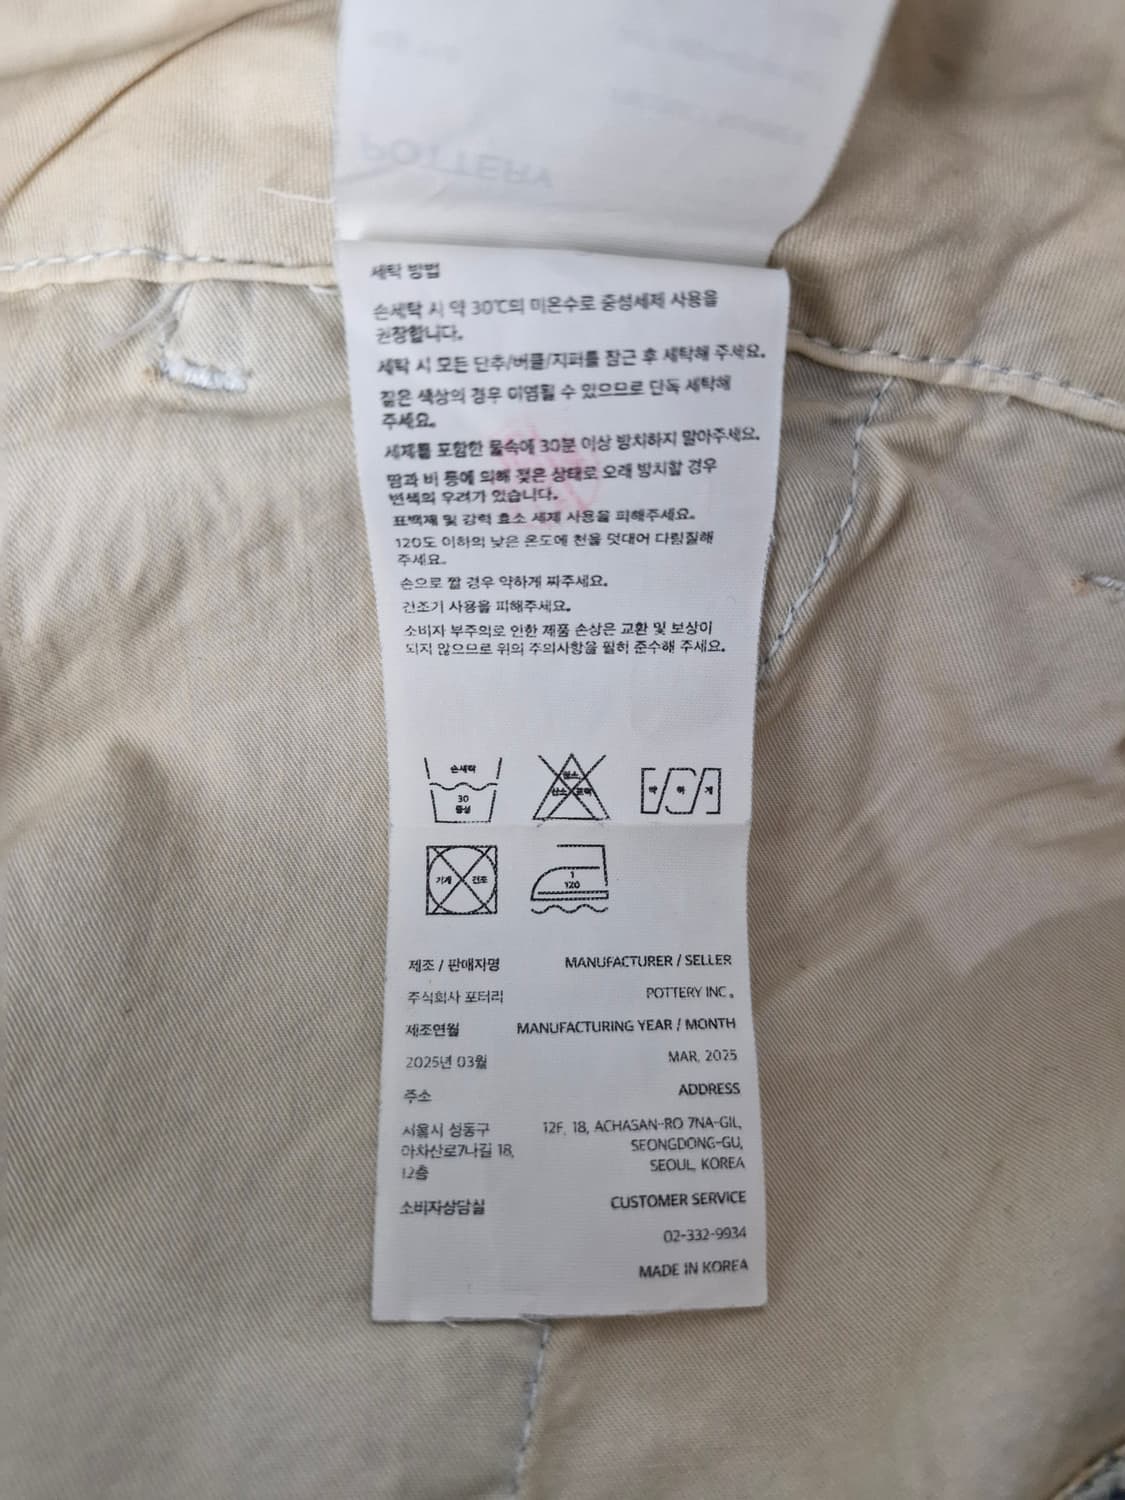 POTTERY
세탁 방법
손세탁 시 약 30℃의 미온수로 중성세제 사용을
권장합니다.
세탁 시 모든 단추/버클/지퍼를 잠근 후 세탁해 주세요.
짙은 색상의 경우 이염될 수 있으므로 단독 세탁해
주세요.
세제를 포함한 물속에 30분 이상 방치하지 말아주세요.
땀과 비 등에 의해 젖은 상태로 오래 방치할 경우
변색의 우려가 있습니다.
표백제 및 강력 효소 세제 사용을 피해주세요.
120도 이하의 낮은 온도에 천을 덧대어 다림질해
주세요.
손으로 짤 경우 약하게 짜주세요.
건조기 사용을 피해주세요.
소비자 부주의로 인한 제품 손상은 교환 및 보상이
되지 않으므로 위의 주의사항을 필히 준수해 주세요.
손세탁
30
중성
염소
산소 표백
약 하 게
기계 건조
1
120
제조 / 판매자명 MANUFACTURER / SELLER
주식회사 포터리 POTTERY INC.
제조연월 MANUFACTURING YEAR / MONTH
2025년 03월 MAR, 2025
주소 ADDRESS
서울시 성동구 12F, 18, ACHASAN-RO 7NA-GIL,
아차산로7나길 18, SEONGDONG-GU,
12층 SEOUL, KOREA
소비자상담실 CUSTOMER SERVICE
02-332-9934
MADE IN KOREA